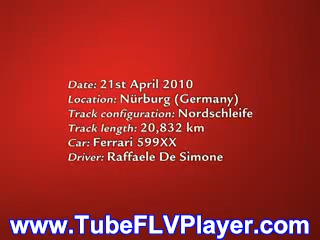 Date: 21st April 2010
Location: Nürburg (Germany)
Track configuration: Nordschleife
Track length: 20,832 km
Car: Ferrari 599XX
Driver: Raffaele De Simone
www.TubeFLVPlayer.com